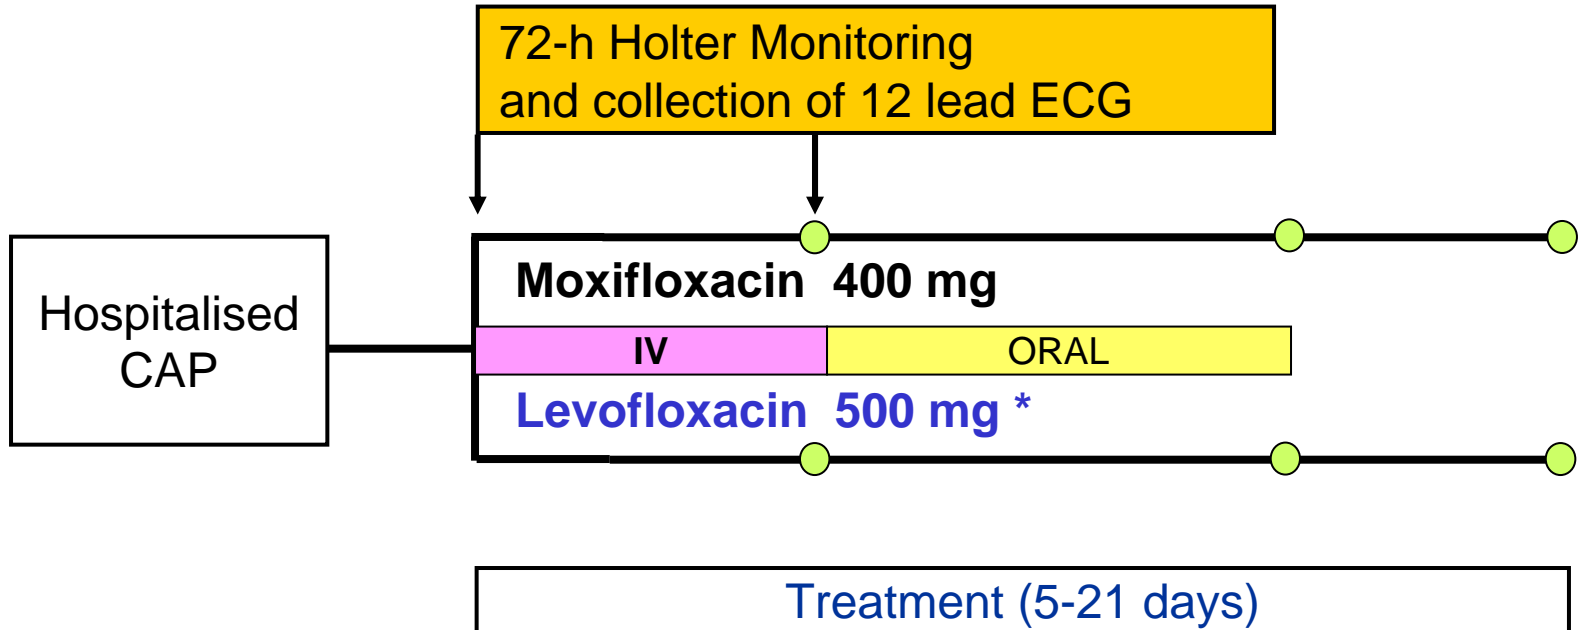 72-h Holter Monitoring
and collection of 12 lead ECG
Hospitalised
CAP
Moxifloxacin 400 mg
IV
ORAL
Levofloxacin 500 mg *
Treatment (5-21 days)